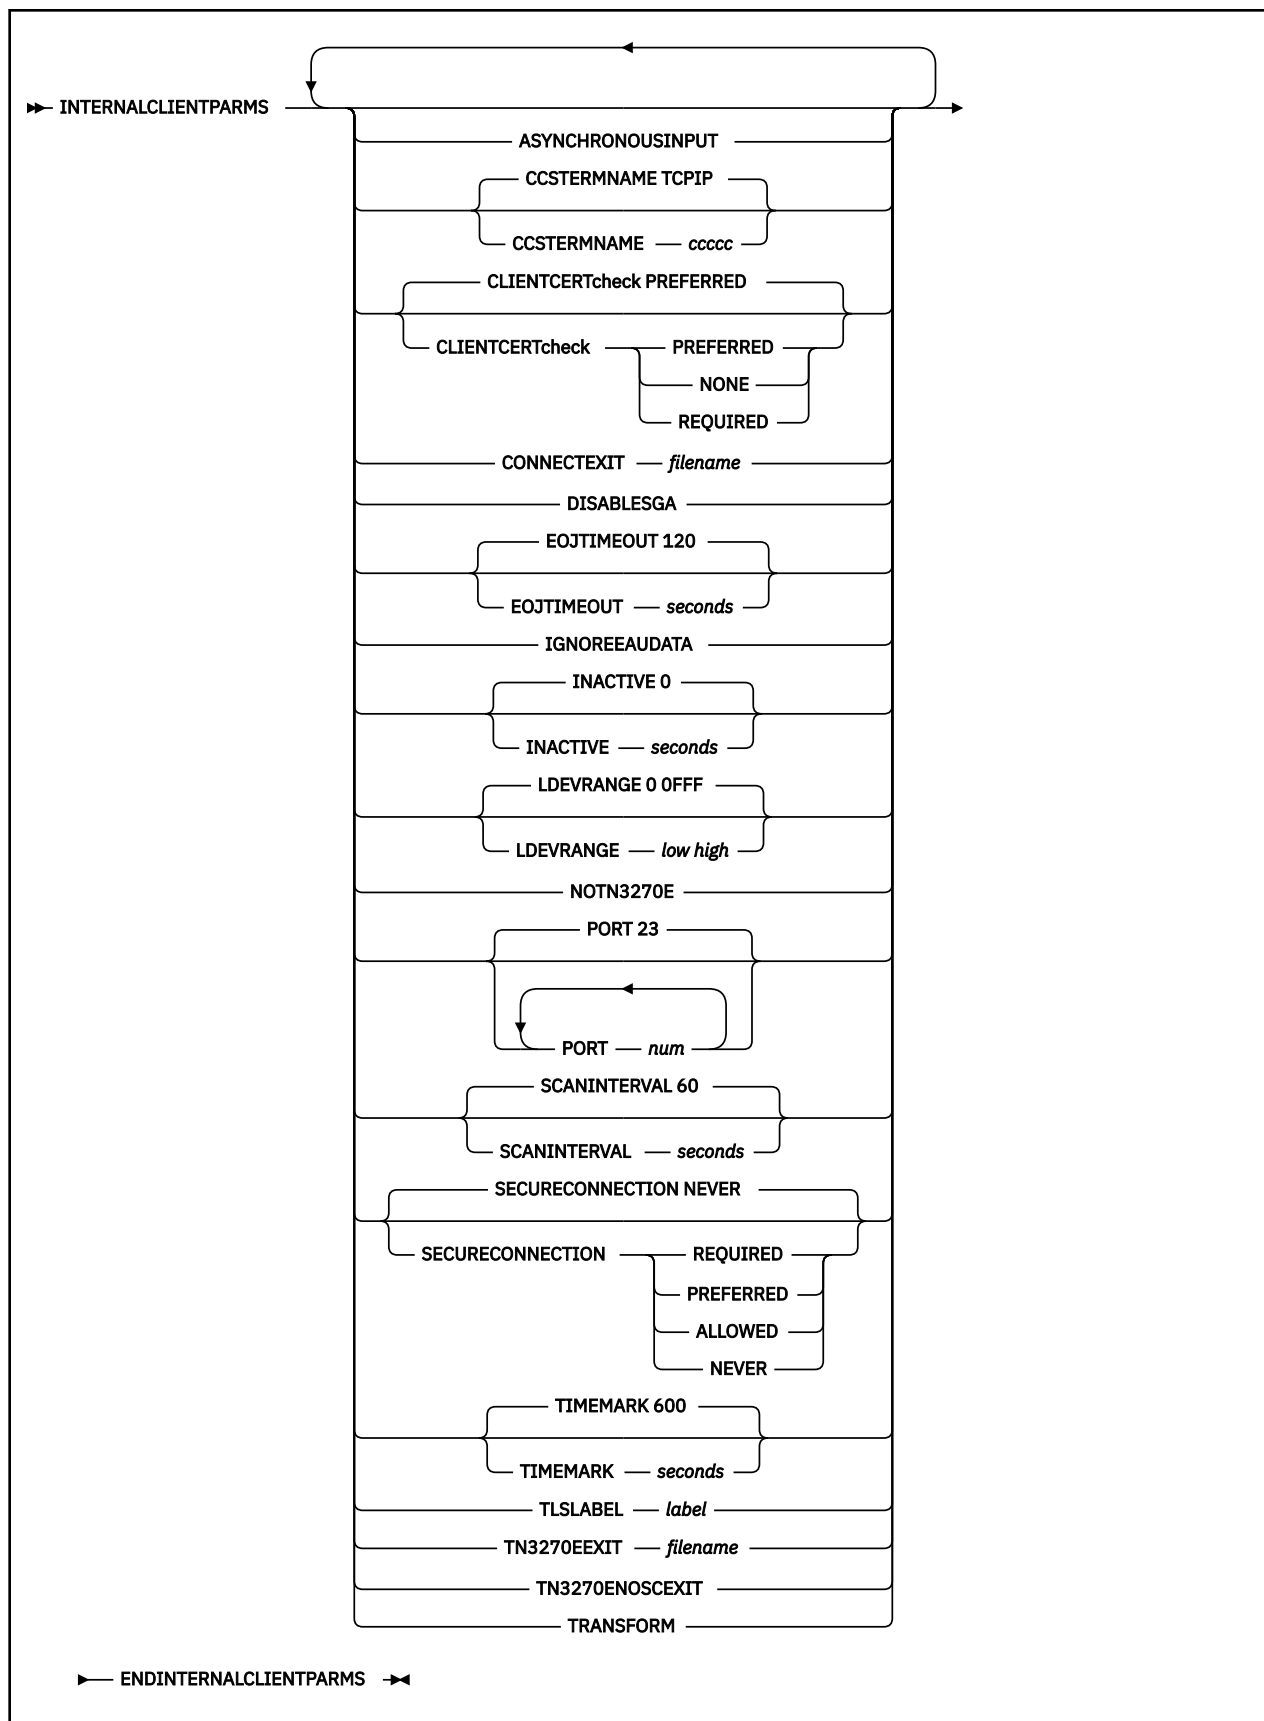 INTERNALCLIENTPARMS
ASYNCHRONOUSINPUT
CCSTERMNAME TCPIP
CCSTERMNAME ccccc
CLIENTCERTcheck PREFERRED
CLIENTCERTcheck PREFERRED
NONE
REQUIRED
CONNECTEXIT filename
DISABLESGA
EOJTIMEOUT 120
EOJTIMEOUT seconds
IGNOREEAUDATA
INACTIVE 0
INACTIVE seconds
LDEVRANGE 0 0FFF
LDEVRANGE low high
NOTN3270E
PORT 23
PORT num
SCANINTERVAL 60
SCANINTERVAL seconds
SECURECONNECTION NEVER
SECURECONNECTION REQUIRED
PREFERRED
ALLOWED
NEVER
TIMEMARK 600
TIMEMARK seconds
TLSLABEL label
TN3270EEXIT filename
TN3270ENOSCEXIT
TRANSFORM
ENDINTERNALCLIENTPARMS